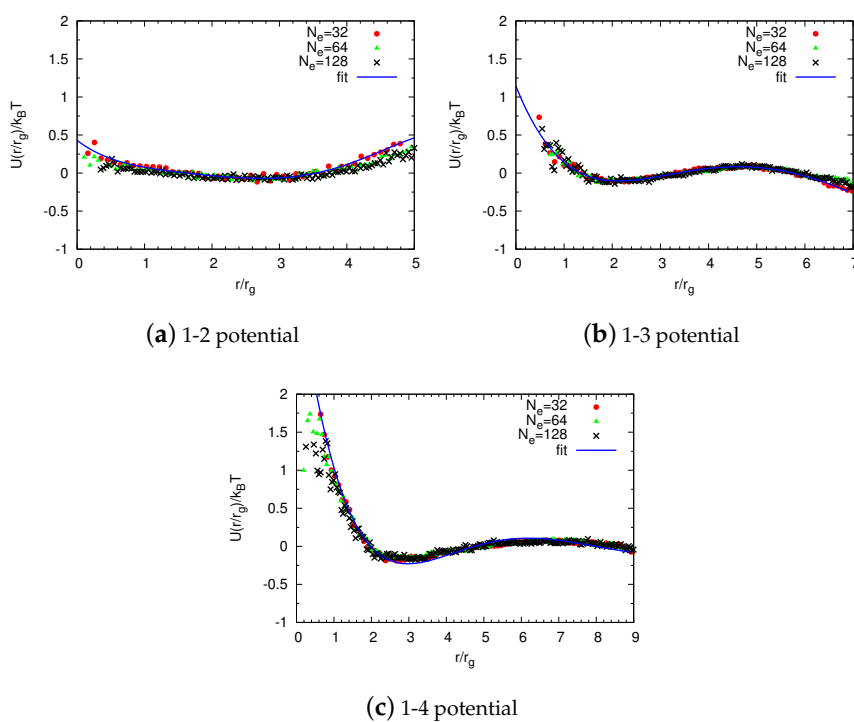 2
1.5
1
0.5
0
-0.5
-1
0 1 2 3 4 5
U(r/r_g)/k_BT
r/r_g
N_e=32
N_e=64
N_e=128
fit
(a) 1-2 potential
2
1.5
1
0.5
0
-0.5
-1
0 1 2 3 4 5 6 7
U(r/r_g)/k_BT
r/r_g
N_e=32
N_e=64
N_e=128
fit
(b) 1-3 potential
2
1.5
1
0.5
0
-0.5
-1
0 1 2 3 4 5 6 7 8 9
U(r/r_g)/k_BT
r/r_g
N_e=32
N_e=64
N_e=128
fit
(c) 1-4 potential